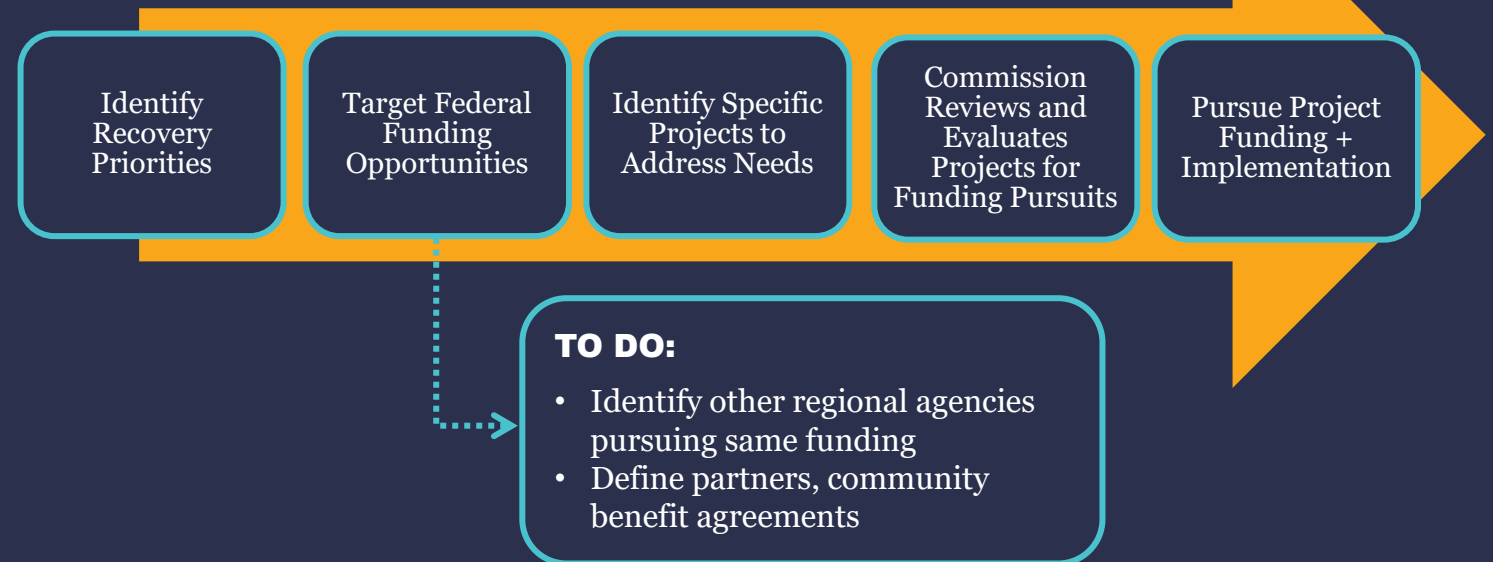 Identify
Recovery
Priorities
Target Federal
Funding
Opportunities
Identify Specific
Projects to
Address Needs
Commission
Reviews and
Evaluates
Projects for
Funding Pursuits
Pursue Project
Funding +
Implementation
TO DO:
• Identify other regional agencies
pursuing same funding
• Define partners, community
benefit agreements